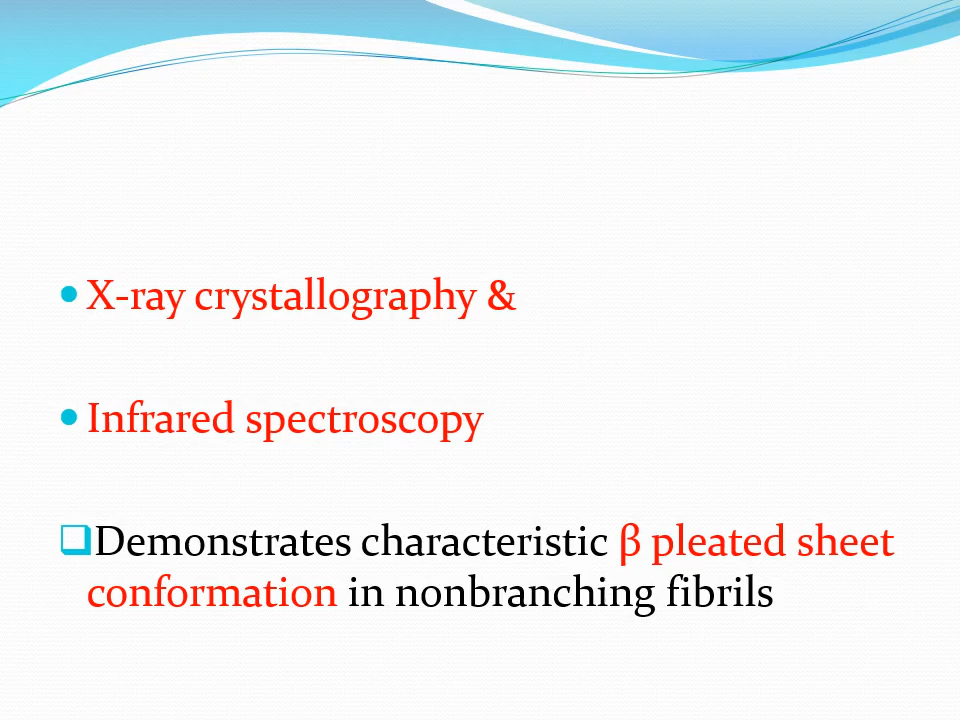 X-ray crystallography &
Infrared spectroscopy
Demonstrates characteristic β pleated sheet
conformation in nonbranching fibrils